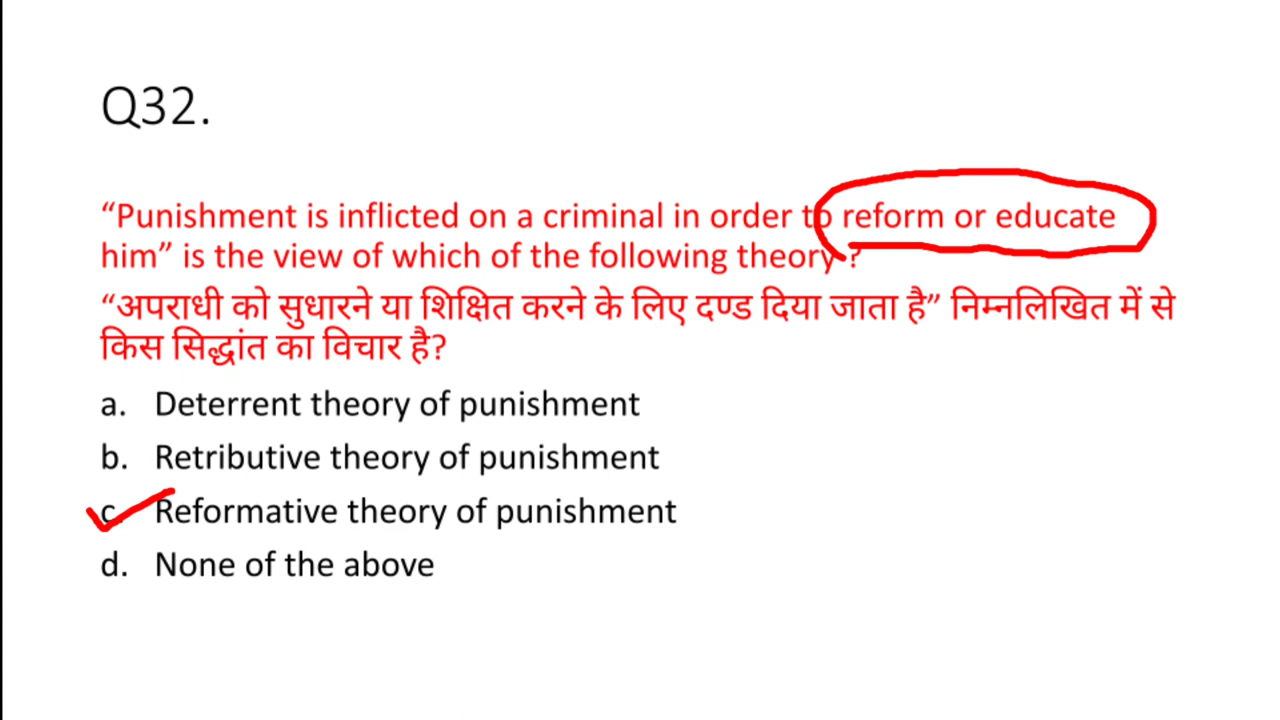 Q32.
“Punishment is inflicted on a criminal in order to reform or educate
him” is the view of which of the following theory ?
“अपराधी को सुधारने या शिक्षित करने के लिए दण्ड दिया जाता है” निम्नलिखित में से
किस सिद्धांत का विचार है?
a. Deterrent theory of punishment
b. Retributive theory of punishment
c. Reformative theory of punishment
d. None of the above